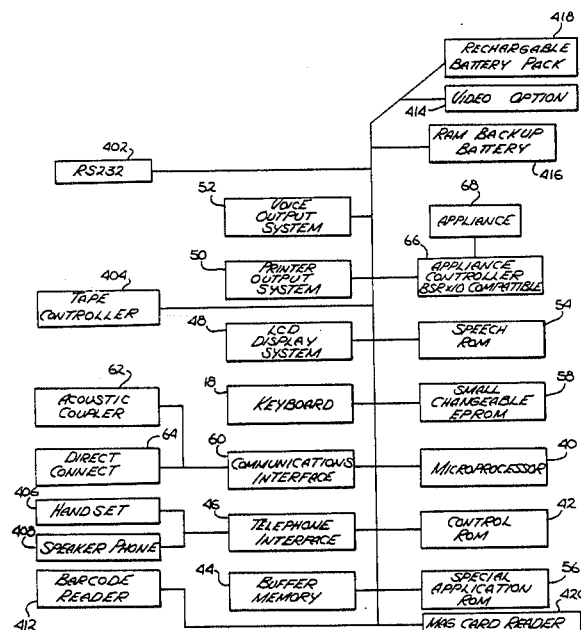 418
RECHARGABLE
BATTERY PACK
414
VIDEO OPTION
RAM BACKUP
BATTERY
416
402
RS232
52
VOICE
OUTPUT
SYSTEM
68
APPLIANCE
50
PRINTER
OUTPUT
SYSTEM
66
APPLIANCE
CONTROLLER
BSRX10 COMPATIBLE
404
TAPE
CONTROLLER
48
LCD
DISPLAY
SYSTEM
54
SPEECH
ROM
62
ACOUSTIC
COUPLER
18
KEYBOARD
58
SMALL
CHANGEABLE
EPROM
64
DIRECT
CONNECT
60
COMMUNICATIONS
INTERFACE
40
MICROPROCESSOR
406
HANDSET
408
SPEAKER PHONE
46
TELEPHONE
INTERFACE
42
CONTROL
ROM
BARCODE
READER
412
44
BUFFER
MEMORY
56
SPECIAL
APPLICATION
ROM
420
MAG CARD READER